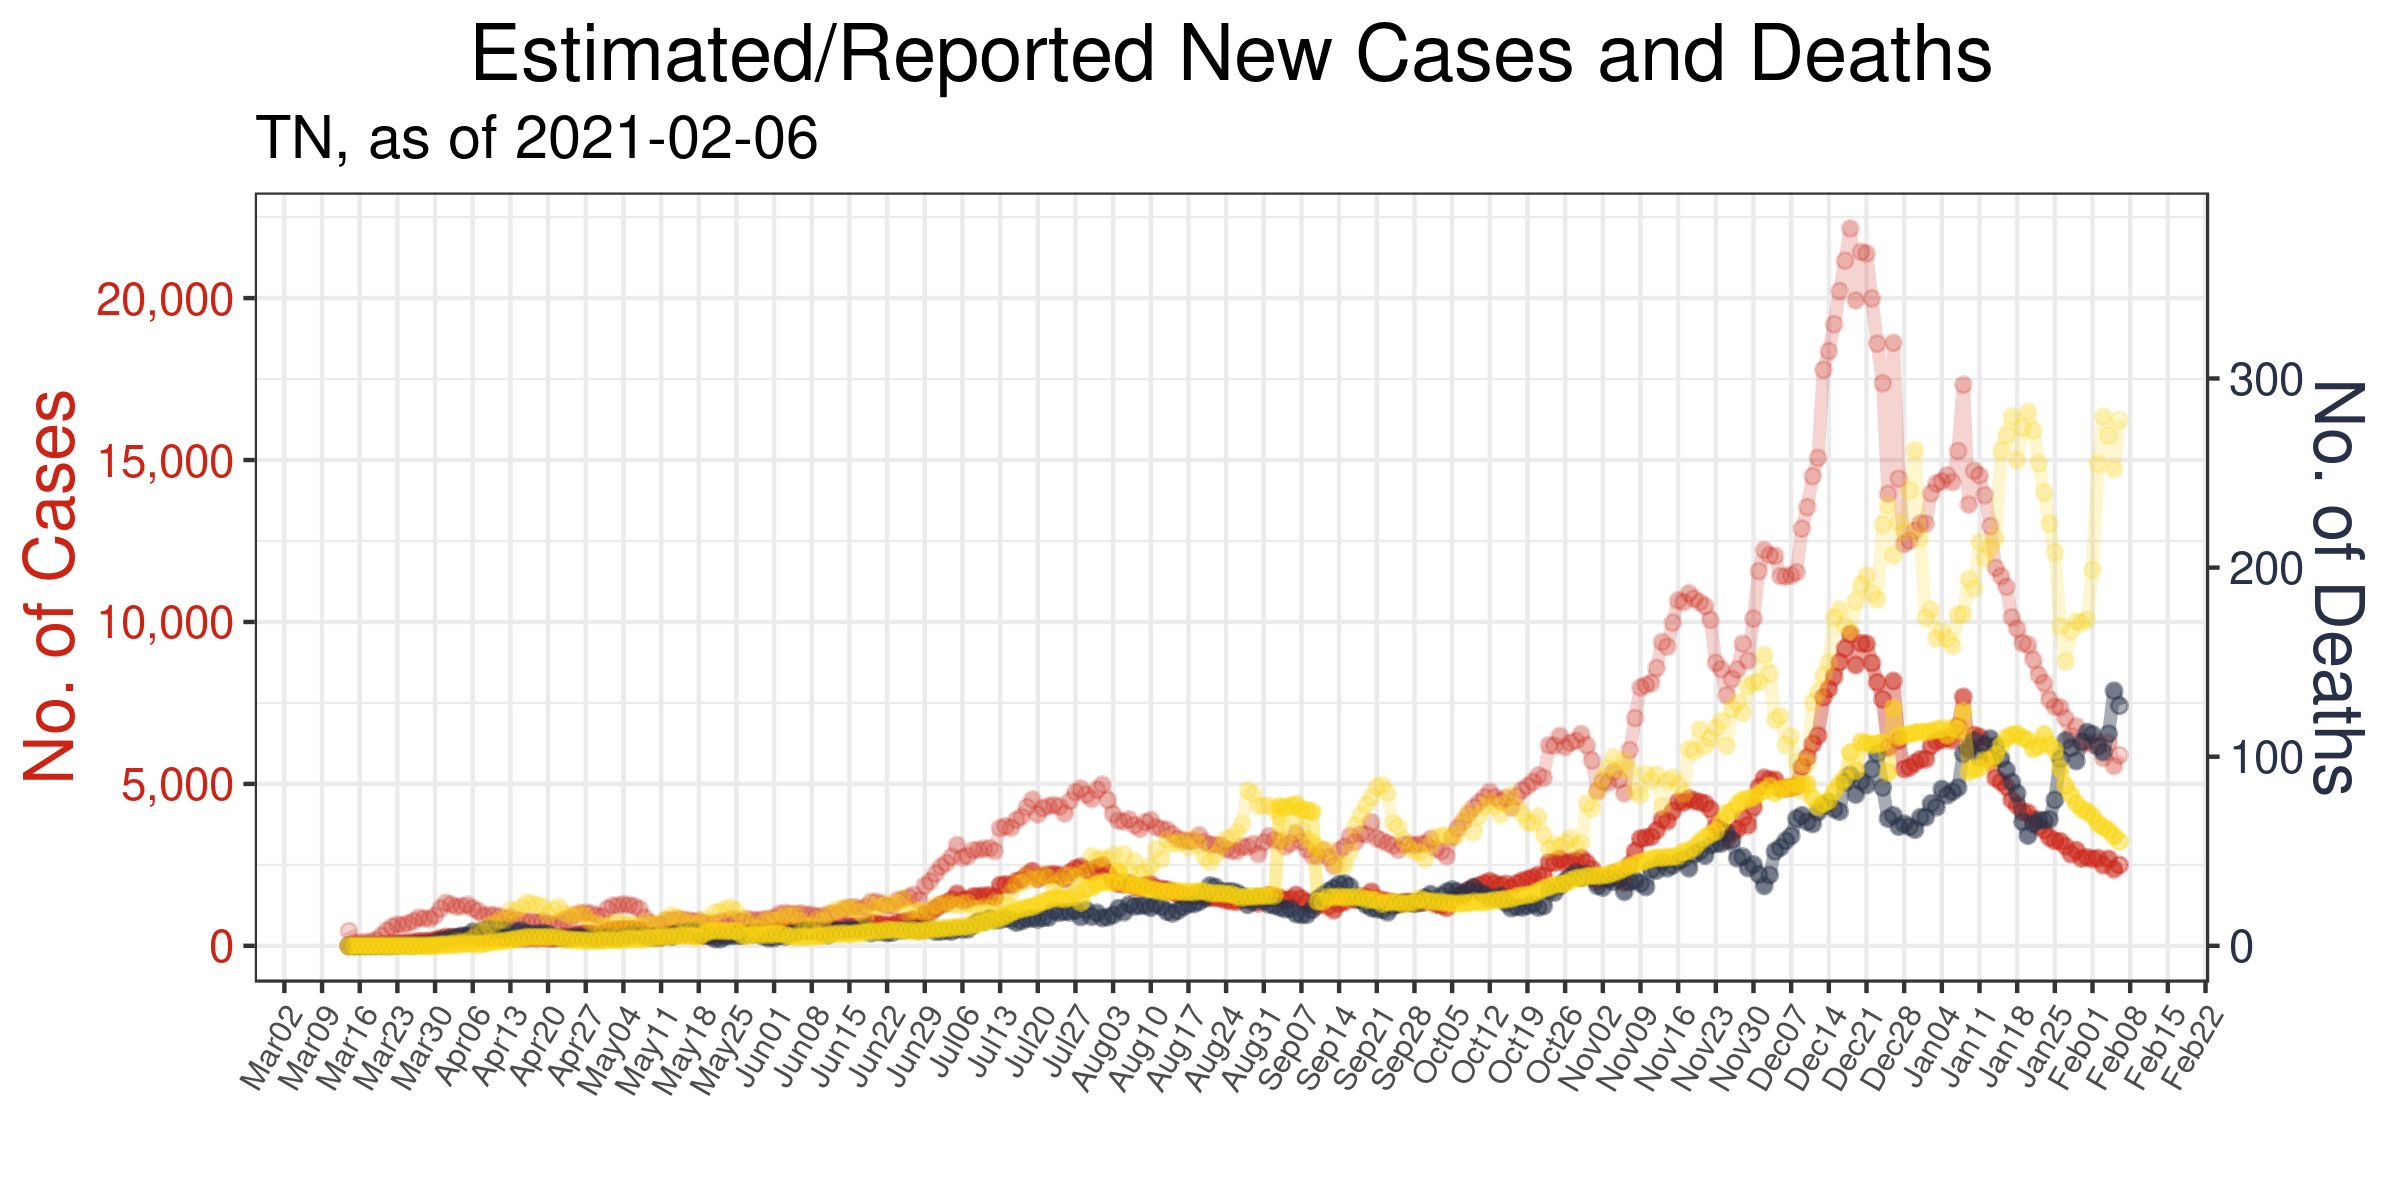 Estimated/Reported New Cases and Deaths
TN, as of 2021-02-06
No. of Cases
20,000
15,000
10,000
5,000
0
300
200
100
0
No. of Deaths
Mar02
Mar09
Mar16
Mar23
Mar30
Apr06
Apr13
Apr20
Apr27
May04
May11
May18
May25
Jun01
Jun08
Jun15
Jun22
Jun29
Jul06
Jul13
Jul20
Jul27
Aug03
Aug10
Aug17
Aug24
Aug31
Sep07
Sep14
Sep21
Sep28
Oct05
Oct12
Oct19
Oct26
Nov02
Nov09
Nov16
Nov23
Nov30
Dec07
Dec14
Dec21
Dec28
Dec04
Jan04
Jan11
Jan18
Jan25
Feb01
Feb08
Feb15
Feb22